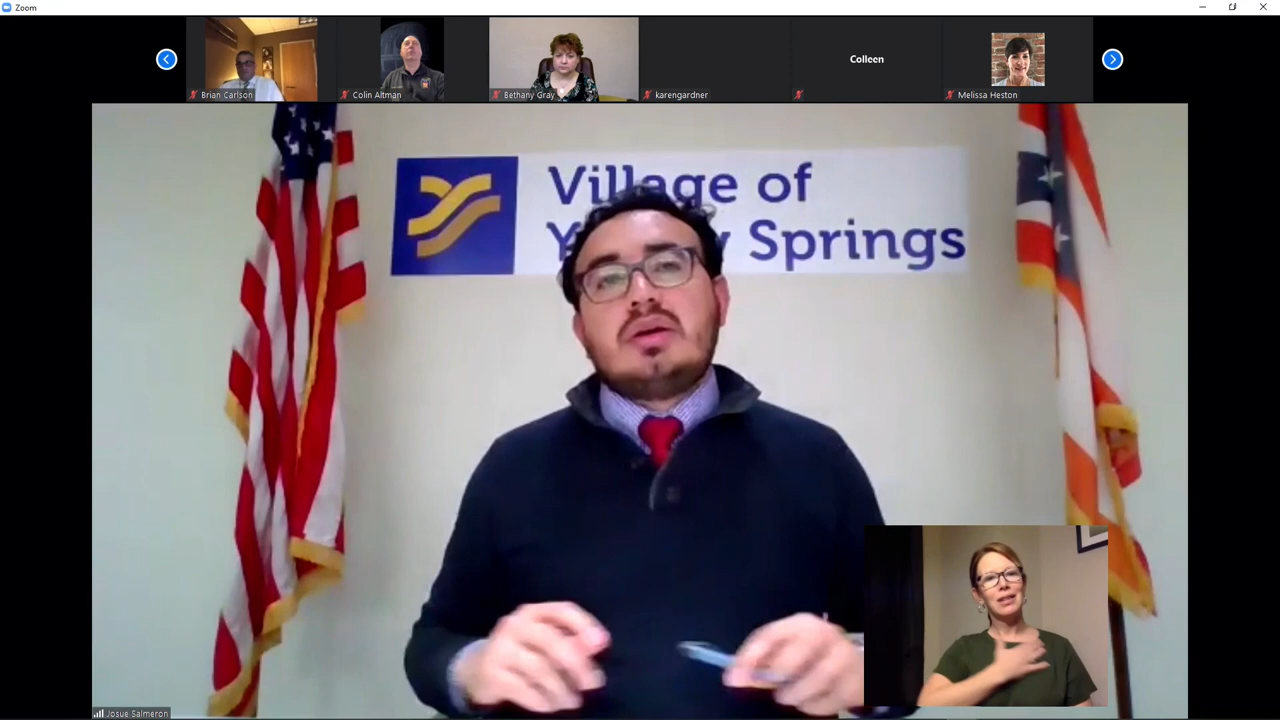 Zoom
Brian Carlson
Colin Altman
Bethany Gray
karengardner
Colleen
Melissa Heston
Village of
Springs
Josue Salmeron